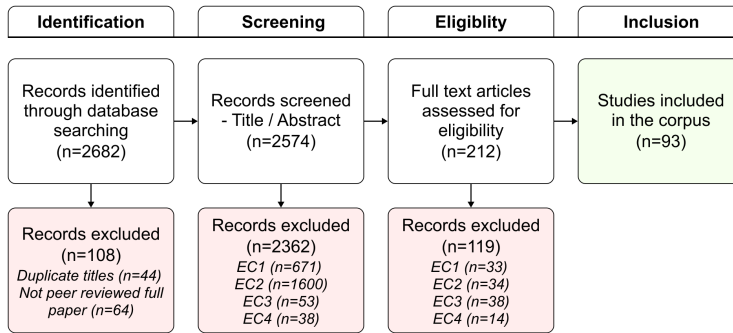 Identification
Screening
Eligiblity
Inclusion
Records identified
through database
searching
(n=2682)
Records screened
- Title / Abstract
(n=2574)
Full text articles
assessed for
eligibility
(n=212)
Studies included
in the corpus
(n=93)
Records excluded
(n=108)
Duplicate titles (n=44)
Not peer reviewed full
paper (n=64)
Records excluded
(n=2362)
EC1 (n=671)
EC2 (n=1600)
EC3 (n=53)
EC4 (n=38)
Records excluded
(n=119)
EC1 (n=33)
EC2 (n=34)
EC3 (n=38)
EC4 (n=14)